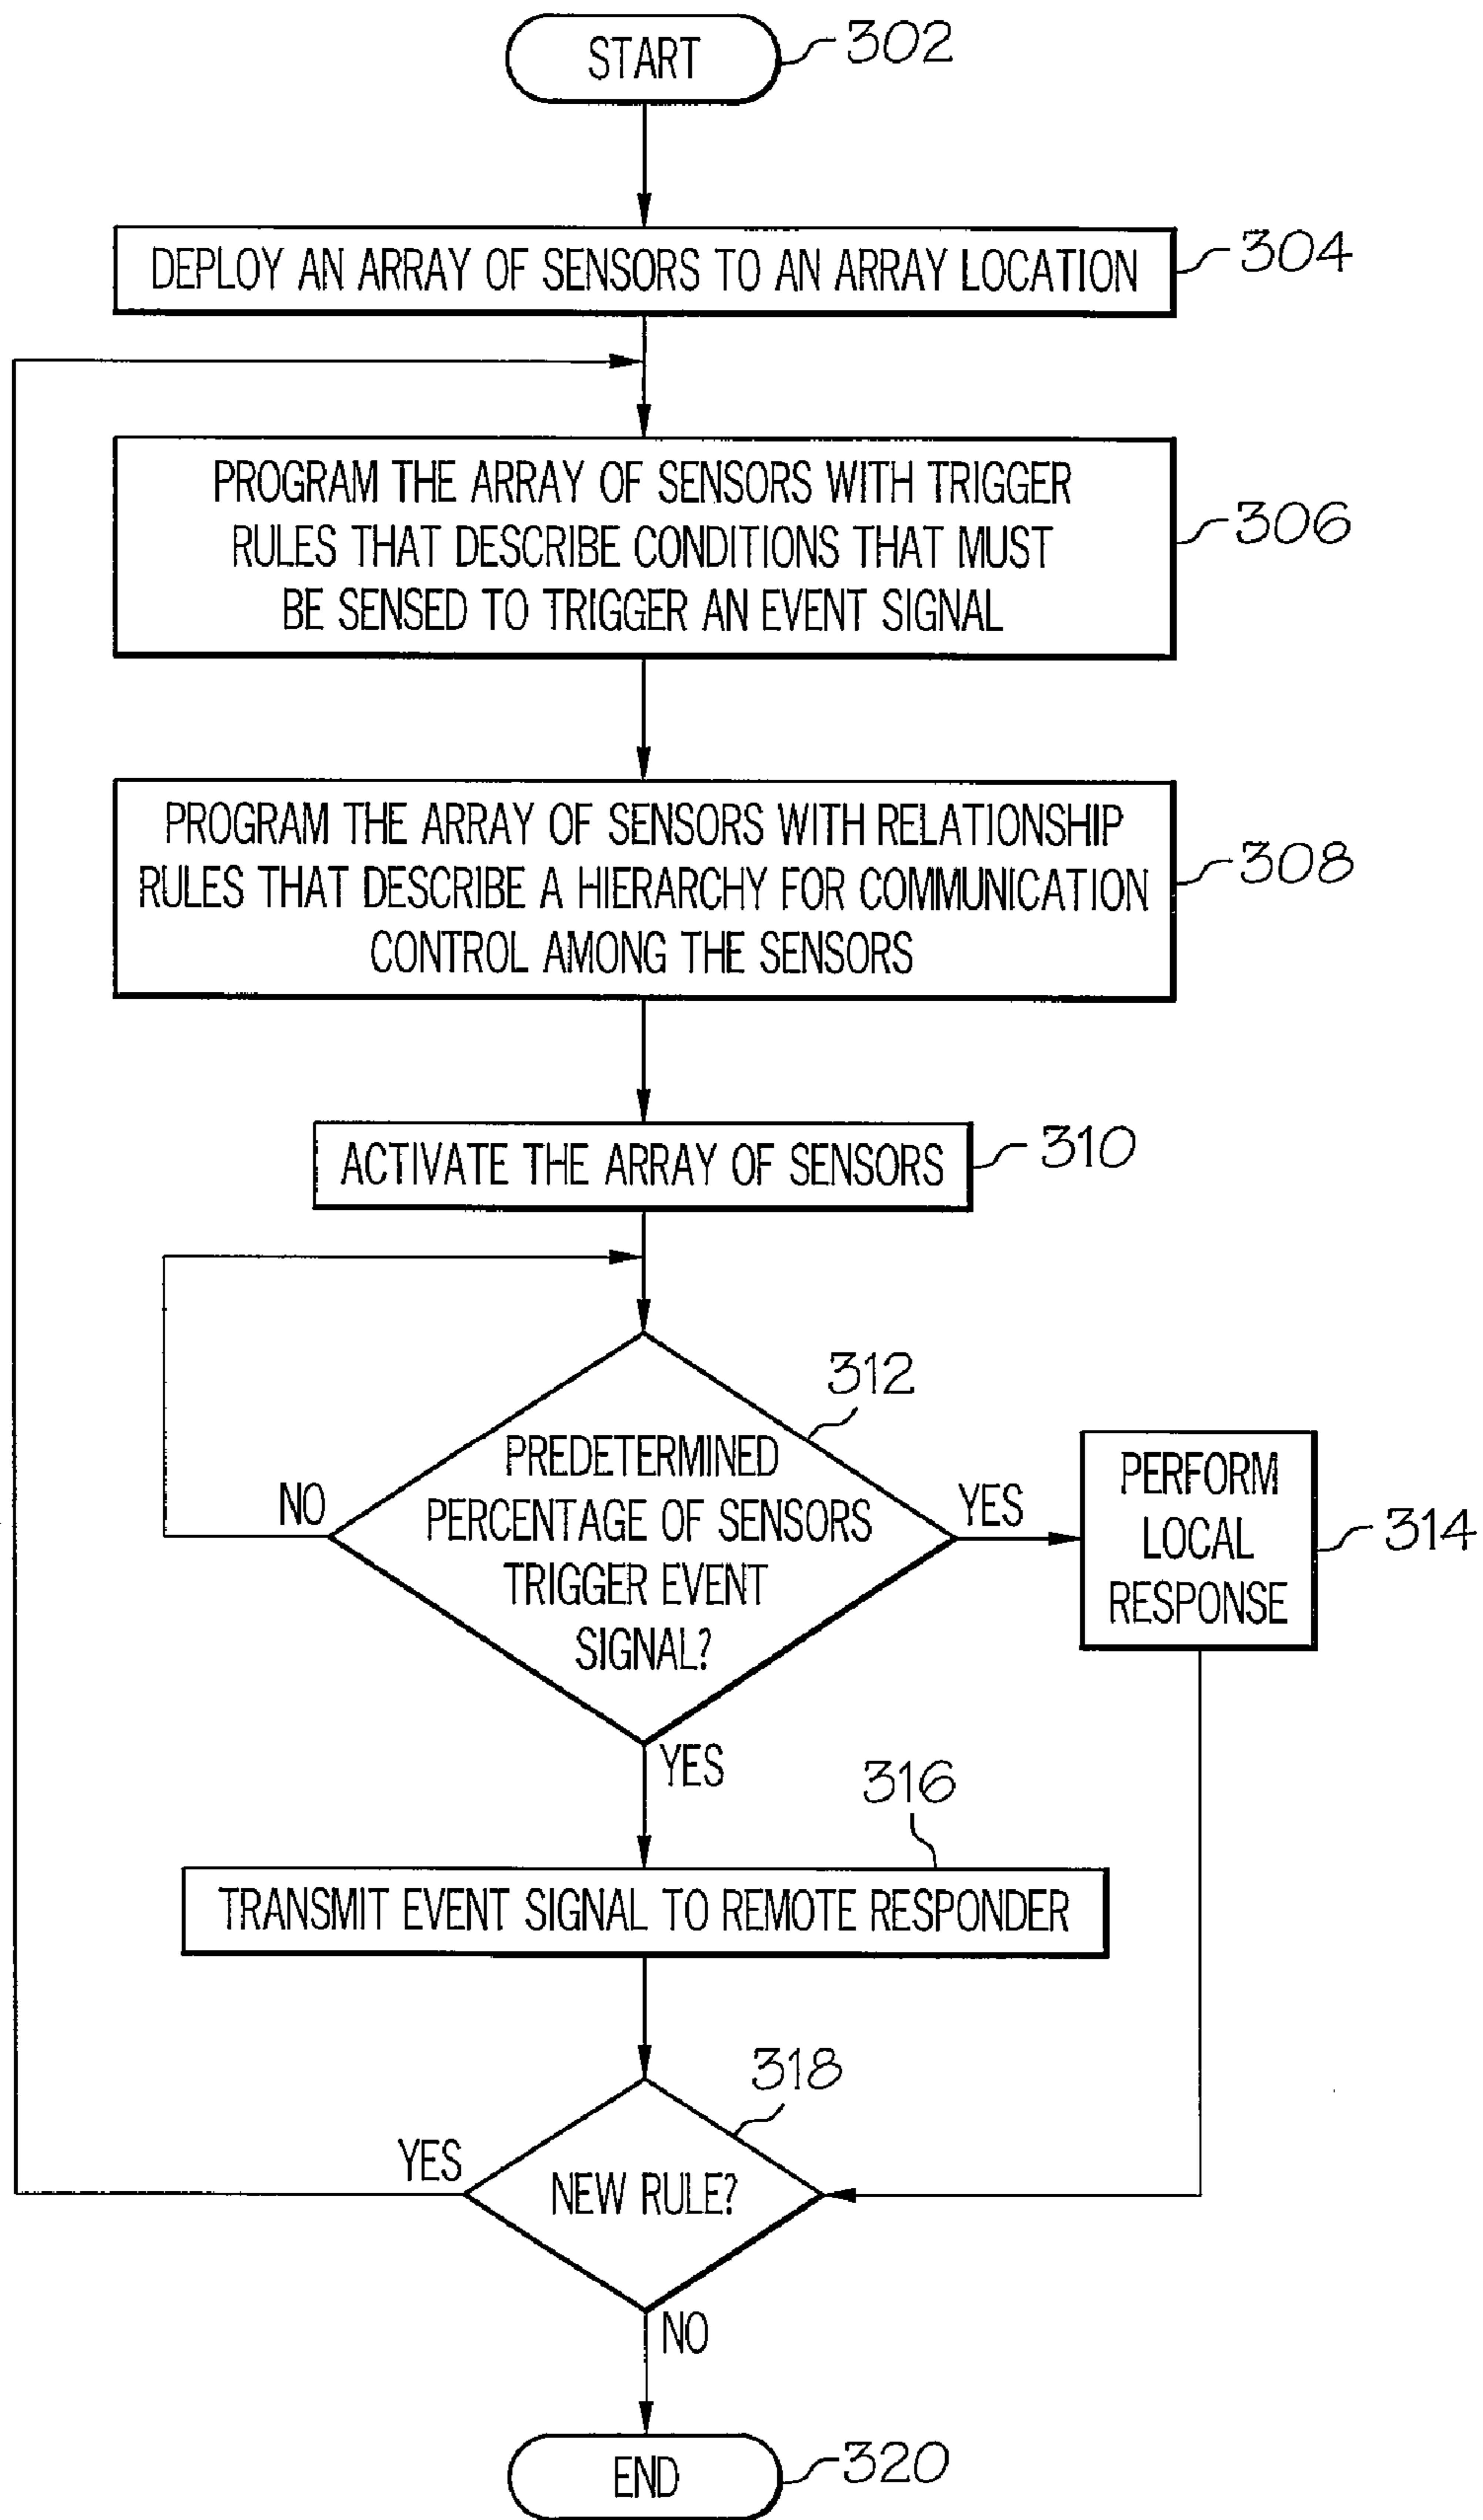 START
302
DEPLOY AN ARRAY OF SENSORS TO AN ARRAY LOCATION
304
PROGRAM THE ARRAY OF SENSORS WITH TRIGGER
RULES THAT DESCRIBE CONDITIONS THAT MUST
BE SENSED TO TRIGGER AN EVENT SIGNAL
306
PROGRAM THE ARRAY OF SENSORS WITH RELATIONSHIP
RULES THAT DESCRIBE A HIERARCHY FOR COMMUNICATION
CONTROL AMONG THE SENSORS
308
ACTIVATE THE ARRAY OF SENSORS
310
312
PREDETERMINED
PERCENTAGE OF SENSORS
TRIGGER EVENT
SIGNAL?
NO
YES
PERFORM
LOCAL
RESPONSE
314
YES
316
TRANSMIT EVENT SIGNAL TO REMOTE RESPONDER
318
YES
NEW RULE?
NO
END
320